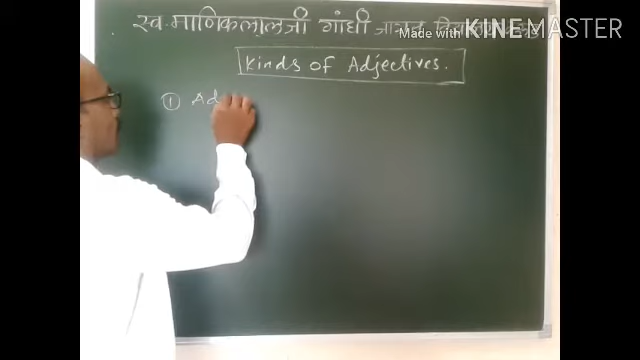 स्व. माणिकलालजी गांधी
Made with KINEMASTER
Kinds of Adjectives.
① Ad